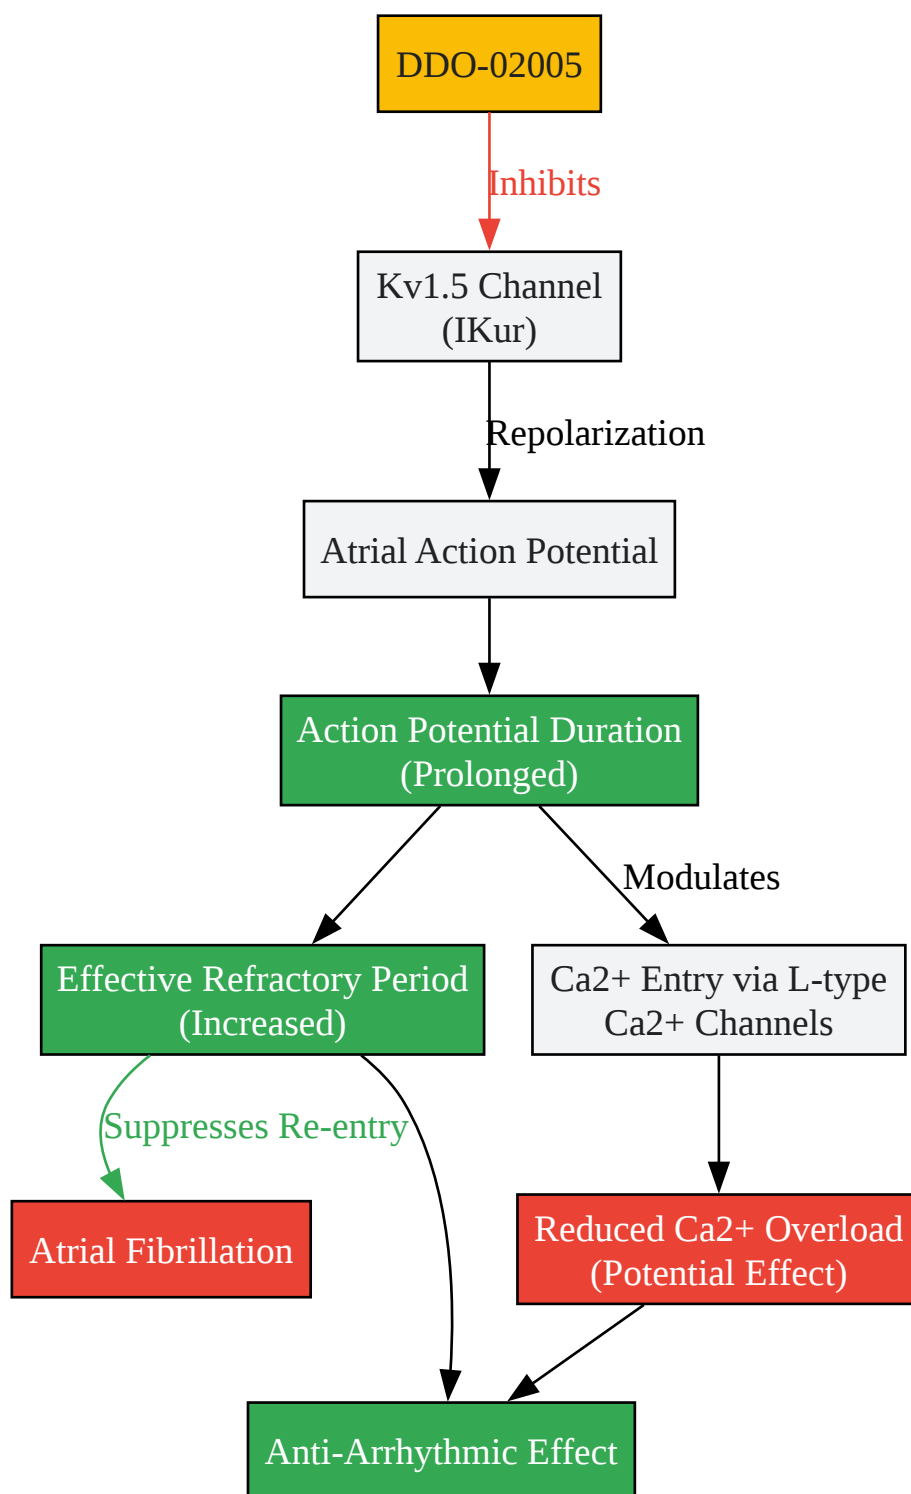 DDO-02005
Inhibits
Kv1.5 Channel
(IKur)
Repolarization
Atrial Action Potential
Action Potential Duration
(Prolonged)
Modulates
Effective Refractory Period
(Increased)
Ca2+ Entry via L-type
Ca2+ Channels
Suppresses Re-entry
Atrial Fibrillation
Reduced Ca2+ Overload
(Potential Effect)
Anti-Arrhythmic Effect